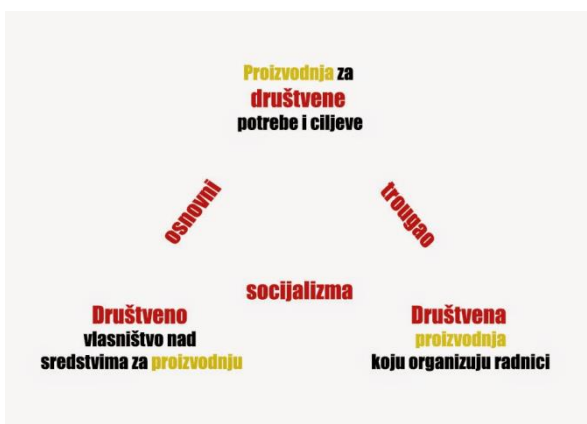 Proizvodnja za
društvene
potrebe i ciljeve
osnovni
trougao
socijalizma
Društveno
vlasništvo nad
sredstvima za proizvodnju
Društvena
proizvodnja
koju organizuju radnici